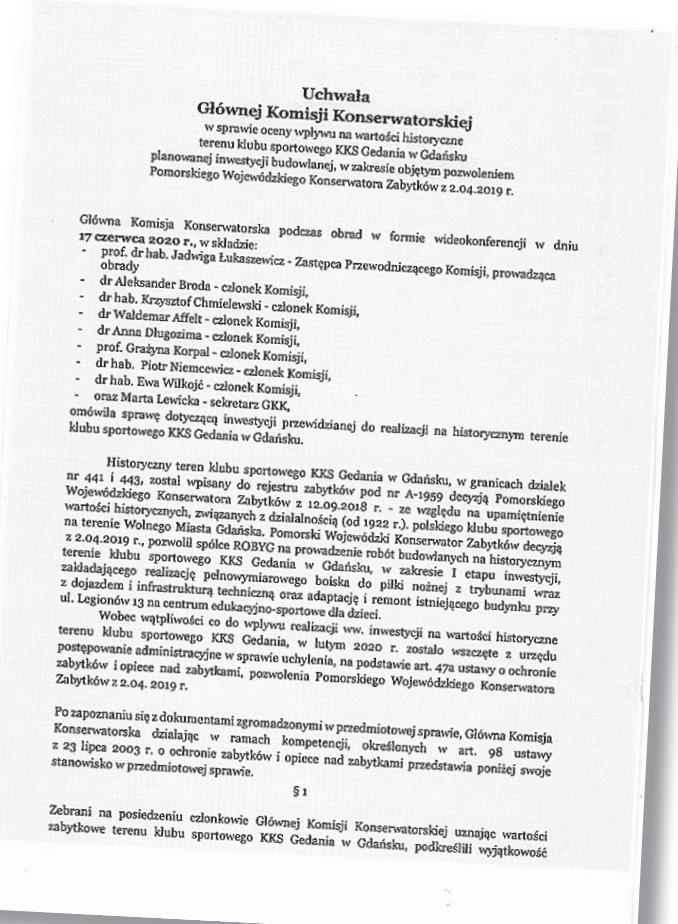 Uchwała
Głównej Komisji Konserwatorskiej
w sprawie oceny wpływu na wartości historyczne
terenu klubu sportowego KKS Gedania w Gdańsku
planowanej inwestycji budowlanej, w zakresie objętym pozwoleniem
Pomorskiego Wojewódzkiego Konserwatora Zabytków z 2.04.2019 r.
Główna Komisja Konserwatorska podczas obrad w formie wideokonferencji w dniu
17 czerwca 2020 r., w składzie:
- prof. dr hab. Jadwiga Łukaszewicz - Zastępca Przewodniczącego Komisji, prowadząca
obrady
- dr Aleksander Broda - członek Komisji,
- dr hab. Krzysztof Chmielewski - członek Komisji,
- dr Waldemar Affelt - członek Komisji,
- dr Anna Długozima - członek Komisji,
- prof. Grażyna Korpal - członek Komisji,
- dr hab. Piotr Niemcewicz - członek Komisji,
- dr hab. Ewa Wilkojć - członek Komisji,
- oraz Marta Lewicka - sekretarz GKK,
omówiła sprawę dotyczącą inwestycji przewidzianej do realizacji na historycznym terenie
klubu sportowego KKS Gedania w Gdańsku.
Historyczny teren klubu sportowego KKS Gedania w Gdańsku, w granicach działek
nr 441 i 443, został wpisany do rejestru zabytków pod nr A-1959 decyzją Pomorskiego
Wojewódzkiego Konserwatora Zabytków z 12.09.2018 r. - ze względu na upamiętnienie
wartości historycznych, związanych z działalnością (od 1922 r.). polskiego klubu sportowego
na terenie Wolnego Miasta Gdańska. Pomorski Wojewódzki Konserwator Zabytków decyzją
z 2.04.2019 r., pozwolił spółce ROBYG na prowadzenie robót budowlanych na historycznym
terenie klubu sportowego KKS Gedania w Gdańsku, w zakresie I etapu inwestycji,
zakładającego realizację pełnowymiarowego boiska do piłki nożnej z trybunami wraz
z dojazdem i infrastrukturą techniczną oraz adaptację i remont istniejącego budynku przy
ul. Legionów 13 na centrum edukacyjno-sportowe dla dzieci.
Wobec wątpliwości co do wpływu realizacji ww. inwestycji na wartości historyczne
terenu klubu sportowego KKS Gedania, w lutym 2020 r. zostało wszczęte z urzędu
postępowanie administracyjne w sprawie uchylenia, na podstawie art. 47a ustawy o ochronie
zabytków i opiece nad zabytkami, pozwolenia Pomorskiego Wojewódzkiego Konserwatora
Zabytków z 2.04. 2019 r.
Po zapoznaniu się z dokumentami zgromadzonymi w przedmiotowej sprawie, Główna Komisja
Konserwatorska działając w ramach kompetencji, określonych w art. 98 ustawy
z 23 lipca 2003 r. o ochronie zabytków i opiece nad zabytkami przedstawia poniżej swoje
stanowisko w przedmiotowej sprawie.
§ 1
Zebrani na posiedzeniu członkowie Głównej Komisji Konserwatorskiej uznając wartości
zabytkowe terenu klubu sportowego KKS Gedania w Gdańsku, podkreślili wyjątkowość